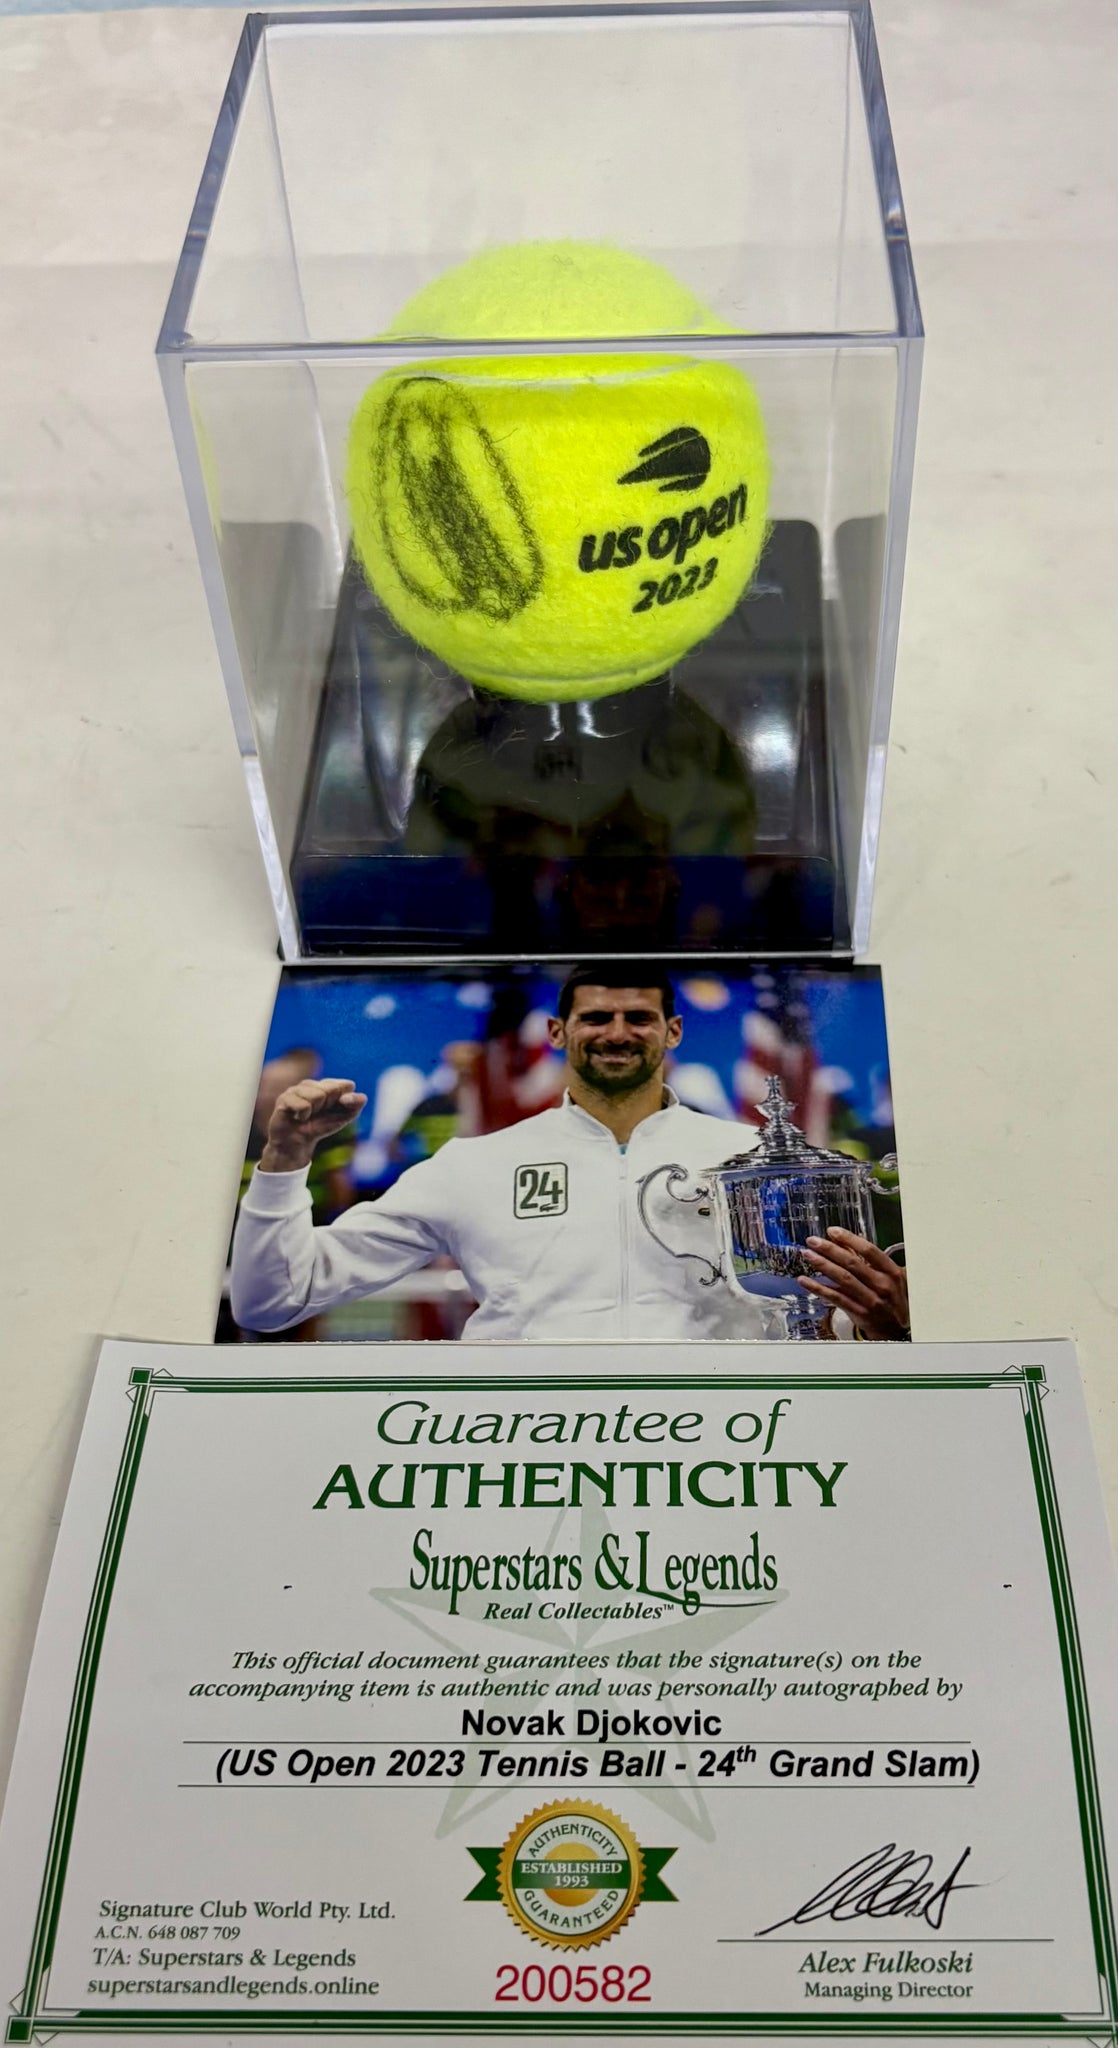 us open
2023
24
Guarantee of
AUTHENTICITY
Superstars & Legends
Real Collectables™
This official document guarantees that the signature(s) on the
accompanying item is authentic and was personally autographed by
Novak Djokovic
(US Open 2023 Tennis Ball - 24th Grand Slam)
AUTHENTICITY
ESTABLISHED
1993
GUARANTEED
Signature Club World Pty. Ltd.
A.C.N. 648 087 709
T/A: Superstars & Legends
superstarsandlegends.online
200582
Alex Fulkoski
Managing Director